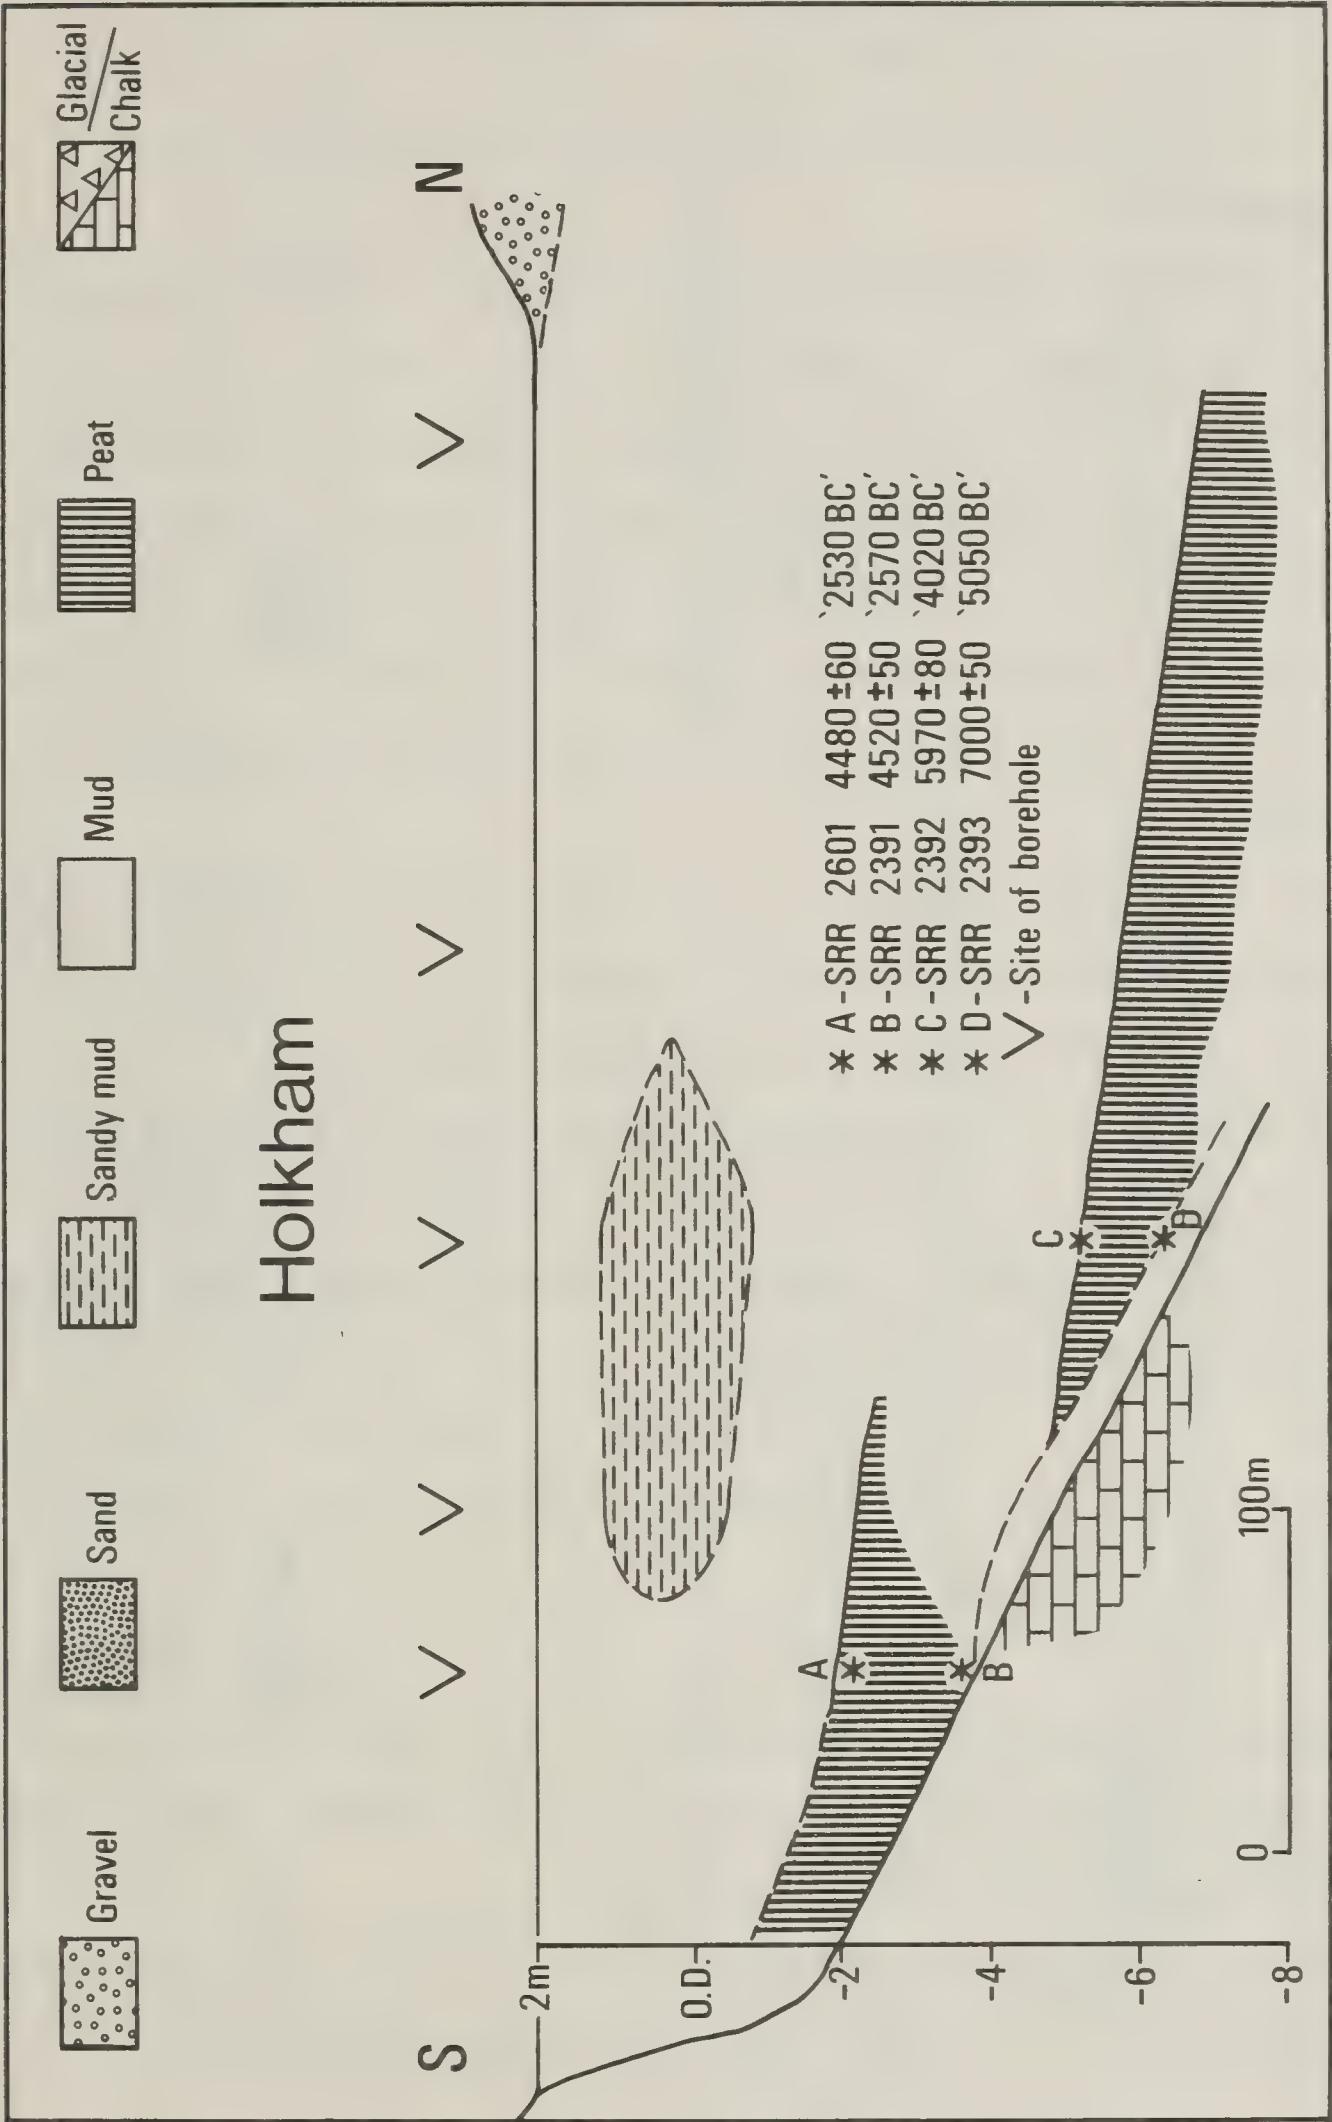 Gravel
Sand
Sandy mud
Mud
Peat
Glacial
Chalk
Holkham
S
N
2m
O.D.
-2
-4
-6
-8
A
B
C
B
* A-SRR 2601 4480±60 `2530 BC´
* B-SRR 2391 4520±50 `2570 BC´
* C-SRR 2392 5970±80 `4020 BC´
* D-SRR 2393 7000±50 `5050 BC´
-Site of borehole
0
100m